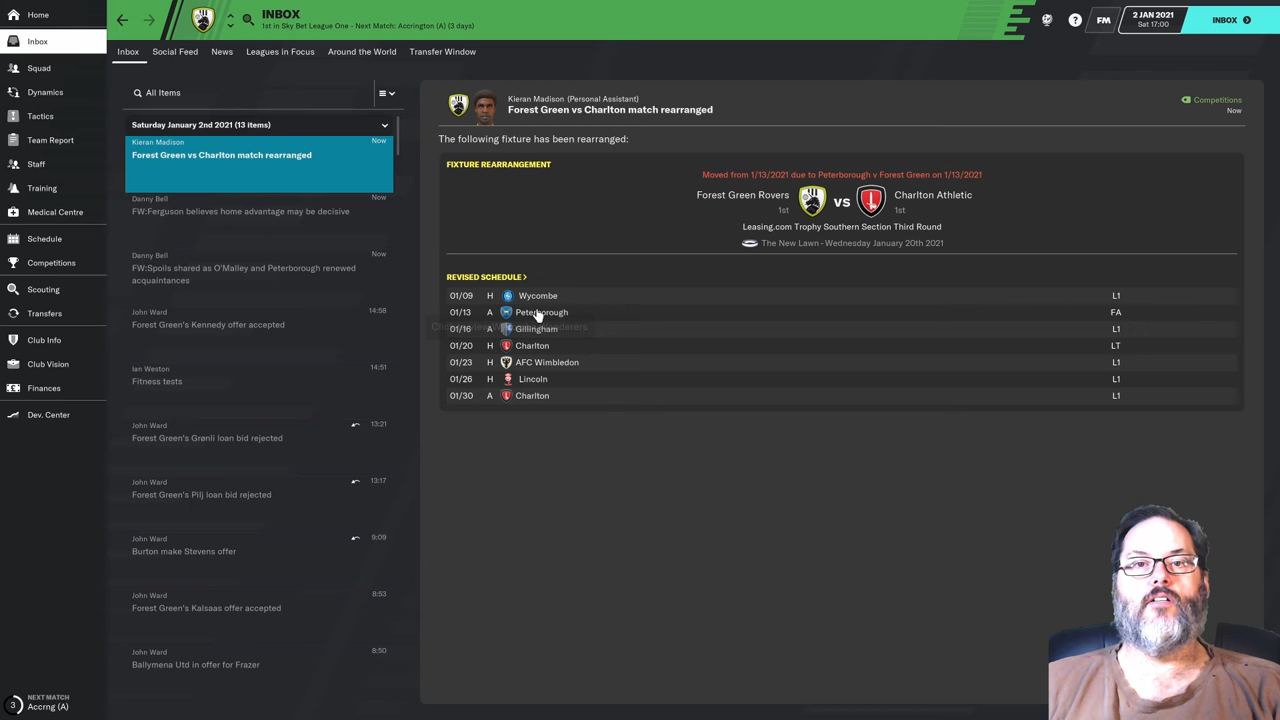 Home
Inbox
Squad
Dynamics
Tactics
Team Report
Staff
Training
Medical Centre
Schedule
Competitions
Scouting
Transfers
Club Info
Club Vision
Finances
Dev. Center
3
NEXT MATCH
Accrng (A)
INBOX
1st in Sky Bet League One - Next Match: Accrington (A) (3 days)
FM
2 JAN 2021
Sat 17:00
INBOX
Inbox
Social Feed
News
Leagues in Focus
Around the World
Transfer Window
All Items
Saturday January 2nd 2021 (13 items)
Kieran Madison
Now
Forest Green vs Charlton match rearranged
Danny Bell
Now
FW:Ferguson believes home advantage may be decisive
Danny Bell
Now
FW:Spoils shared as O'Malley and Peterborough renewed
acquaintances
John Ward
14:58
Forest Green's Kennedy offer accepted
Ian Weston
14:51
Fitness tests
John Ward
13:21
Forest Green's Grønli loan bid rejected
John Ward
13:17
Forest Green's Pilj loan bid rejected
John Ward
9:09
Burton make Stevens offer
John Ward
8:53
Forest Green's Kalsaas offer accepted
John Ward
8:50
Ballymena Utd in offer for Frazer
Kieran Madison (Personal Assistant)
Forest Green vs Charlton match rearranged
Competitions
Now
The following fixture has been rearranged:
FIXTURE REARRANGEMENT
Moved from 1/13/2021 due to Peterborough v Forest Green on 1/13/2021
Forest Green Rovers
1st
vs
Charlton Athletic
1st
Leasing.com Trophy Southern Section Third Round
The New Lawn - Wednesday January 20th 2021
REVISED SCHEDULE >
01/09 H Wycombe L1
01/13 A Peterborough FA
01/16 A Gillingham L1
01/20 H Charlton LT
01/23 H AFC Wimbledon L1
01/26 H Lincoln L1
01/30 A Charlton L1